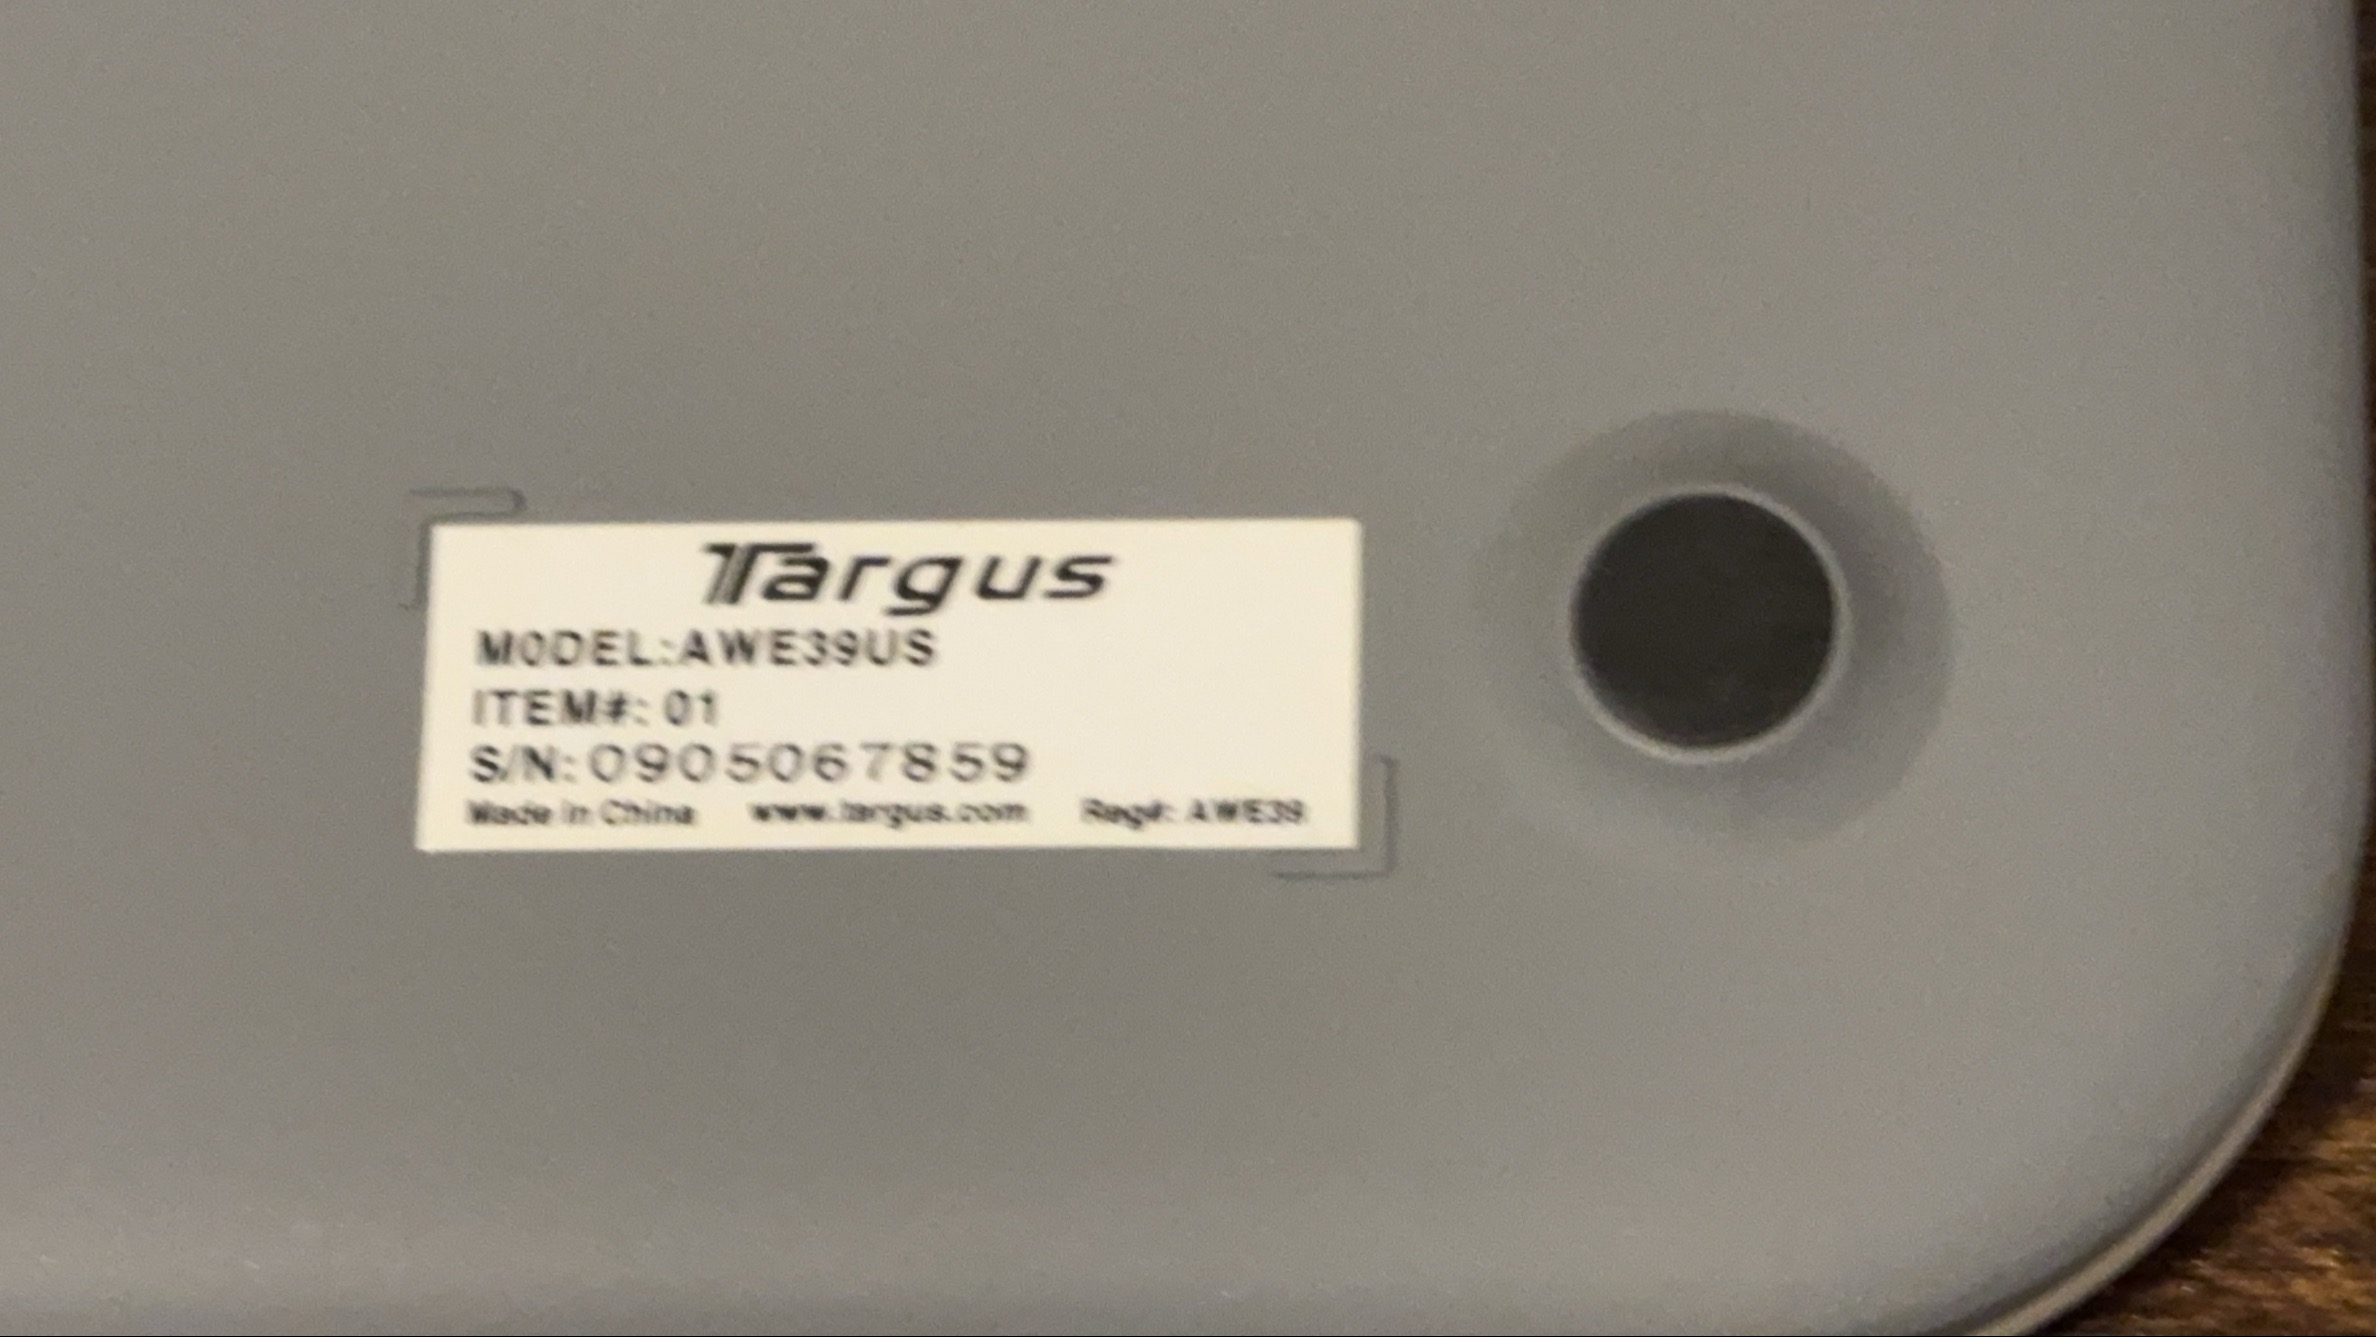 Targus
MODEL:AWE39US
ITEM#: 01
S/N: 0905067859
Made in China www.targus.com Reg#: AWE39